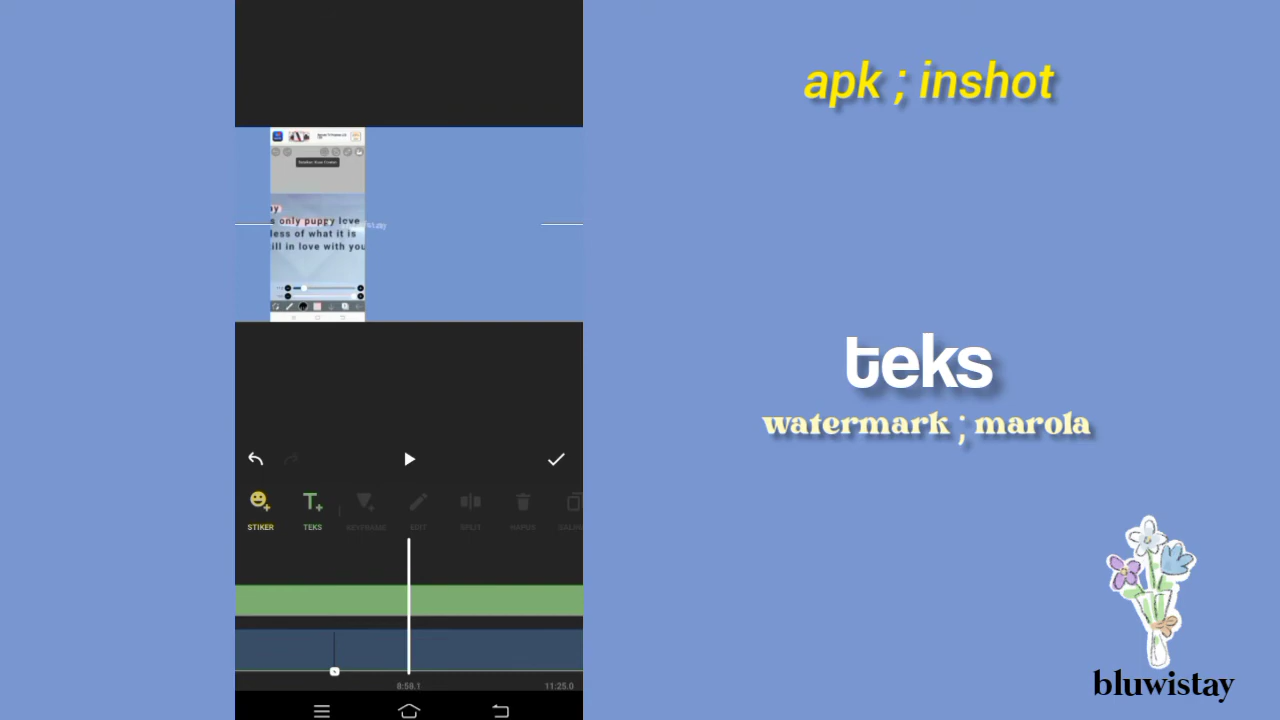 apk ; inshot
s only puppy love
less of what it is
ill in love with you
teks
watermark ; marola
STIKER
TEKS
KEYFRAME
EDIT
SPLIT
HAPUS
8:58.1
11:25.0
bluwistay